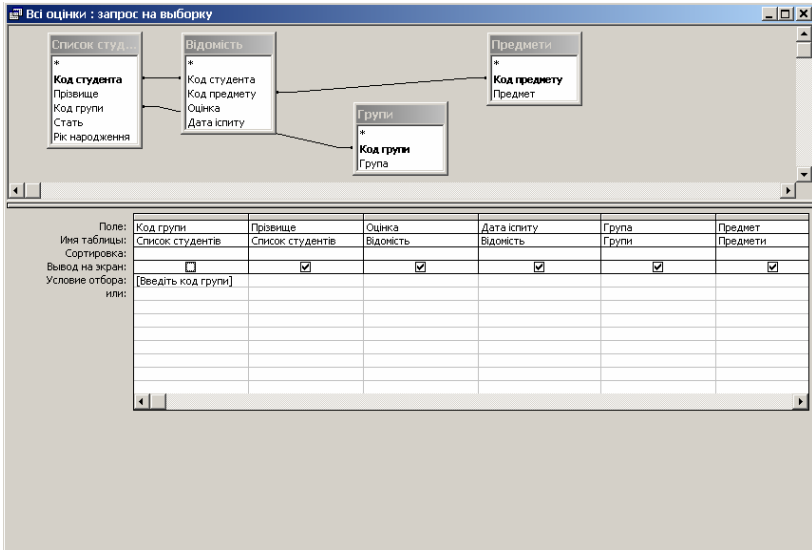 Всі оцінки : запрос на выборку
Список студ...
*
Код студента
Прізвище
Код групи
Стать
Рік народження
Відомість
*
Код студента
Код предмету
Оцінка
Дата іспиту
Предмети
*
Код предмету
Предмет
Групи
*
Код групи
Група
Поле: Код групи Прізвище Оцінка Дата іспиту Група Предмет
Имя таблицы: Список студентів Список студентів Відомість Відомість Групи Предмети
Сортировка:
Вывод на экран:
Условие отбора: [Введіть код групи]
или: